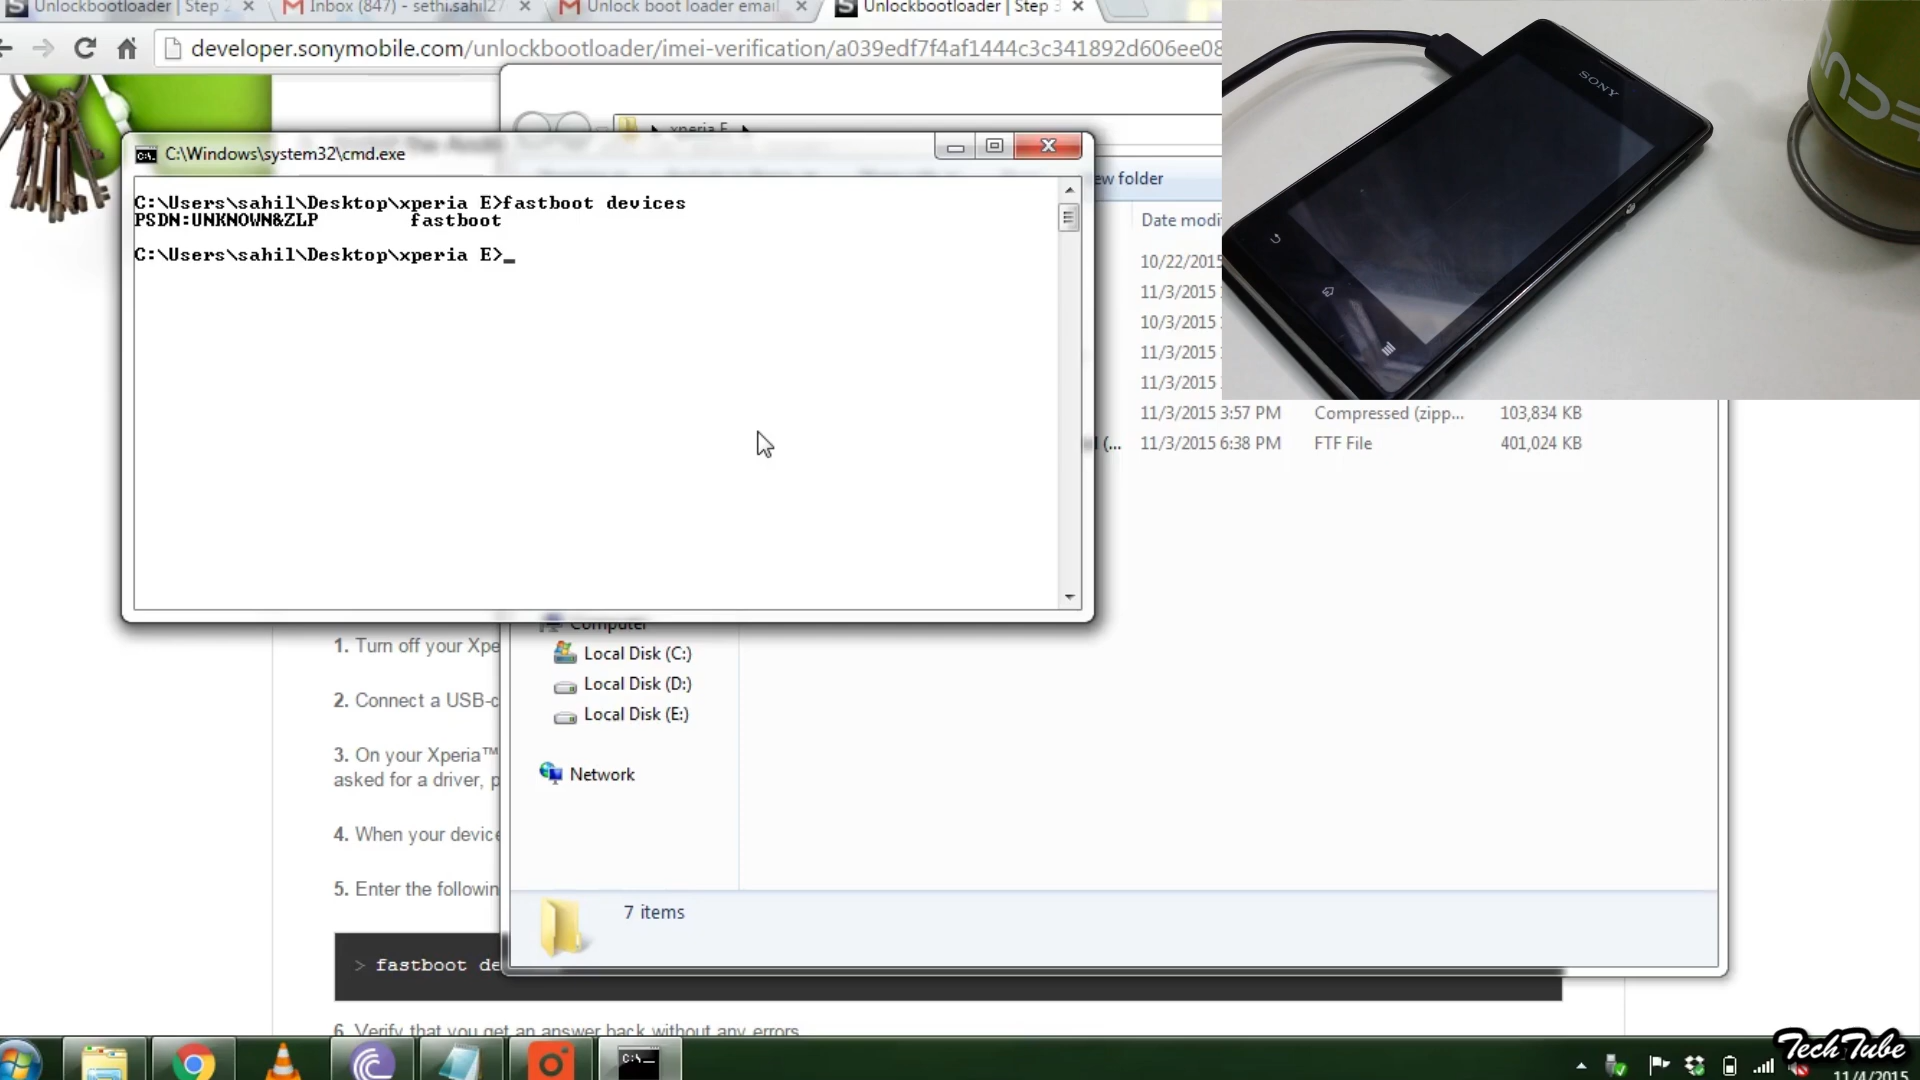 Unlockbootloader | Step 2
Inbox (847) - sethi.sahil27
Unlock boot loader email
Unlockbootloader | Step 3
developer.sonymobile.com/unlockbootloader/imei-verification/a039edf7f4af1444c3c341892d606ee08
xperia E
C:\Windows\system32\cmd.exe
C:\Users\sahil\Desktop\xperia E>fastboot devices
PSDN:UNKNOWN&ZLP fastboot
C:\Users\sahil\Desktop\xperia E>_
ew folder
Date modi
10/22/2015
11/3/2015
10/3/2015
11/3/2015
11/3/2015
11/3/2015 3:57 PM Compressed (zipp... 103,834 KB
(... 11/3/2015 6:38 PM FTF File 401,024 KB
SONY
Computer
Local Disk (C:)
Local Disk (D:)
Local Disk (E:)
Network
7 items
1. Turn off your Xpe
2. Connect a USB-c
3. On your Xperia™
asked for a driver, p
4. When your device
5. Enter the followin
> fastboot de
6. Verify that you get an answer back without any errors
TechTube
11/4/2015